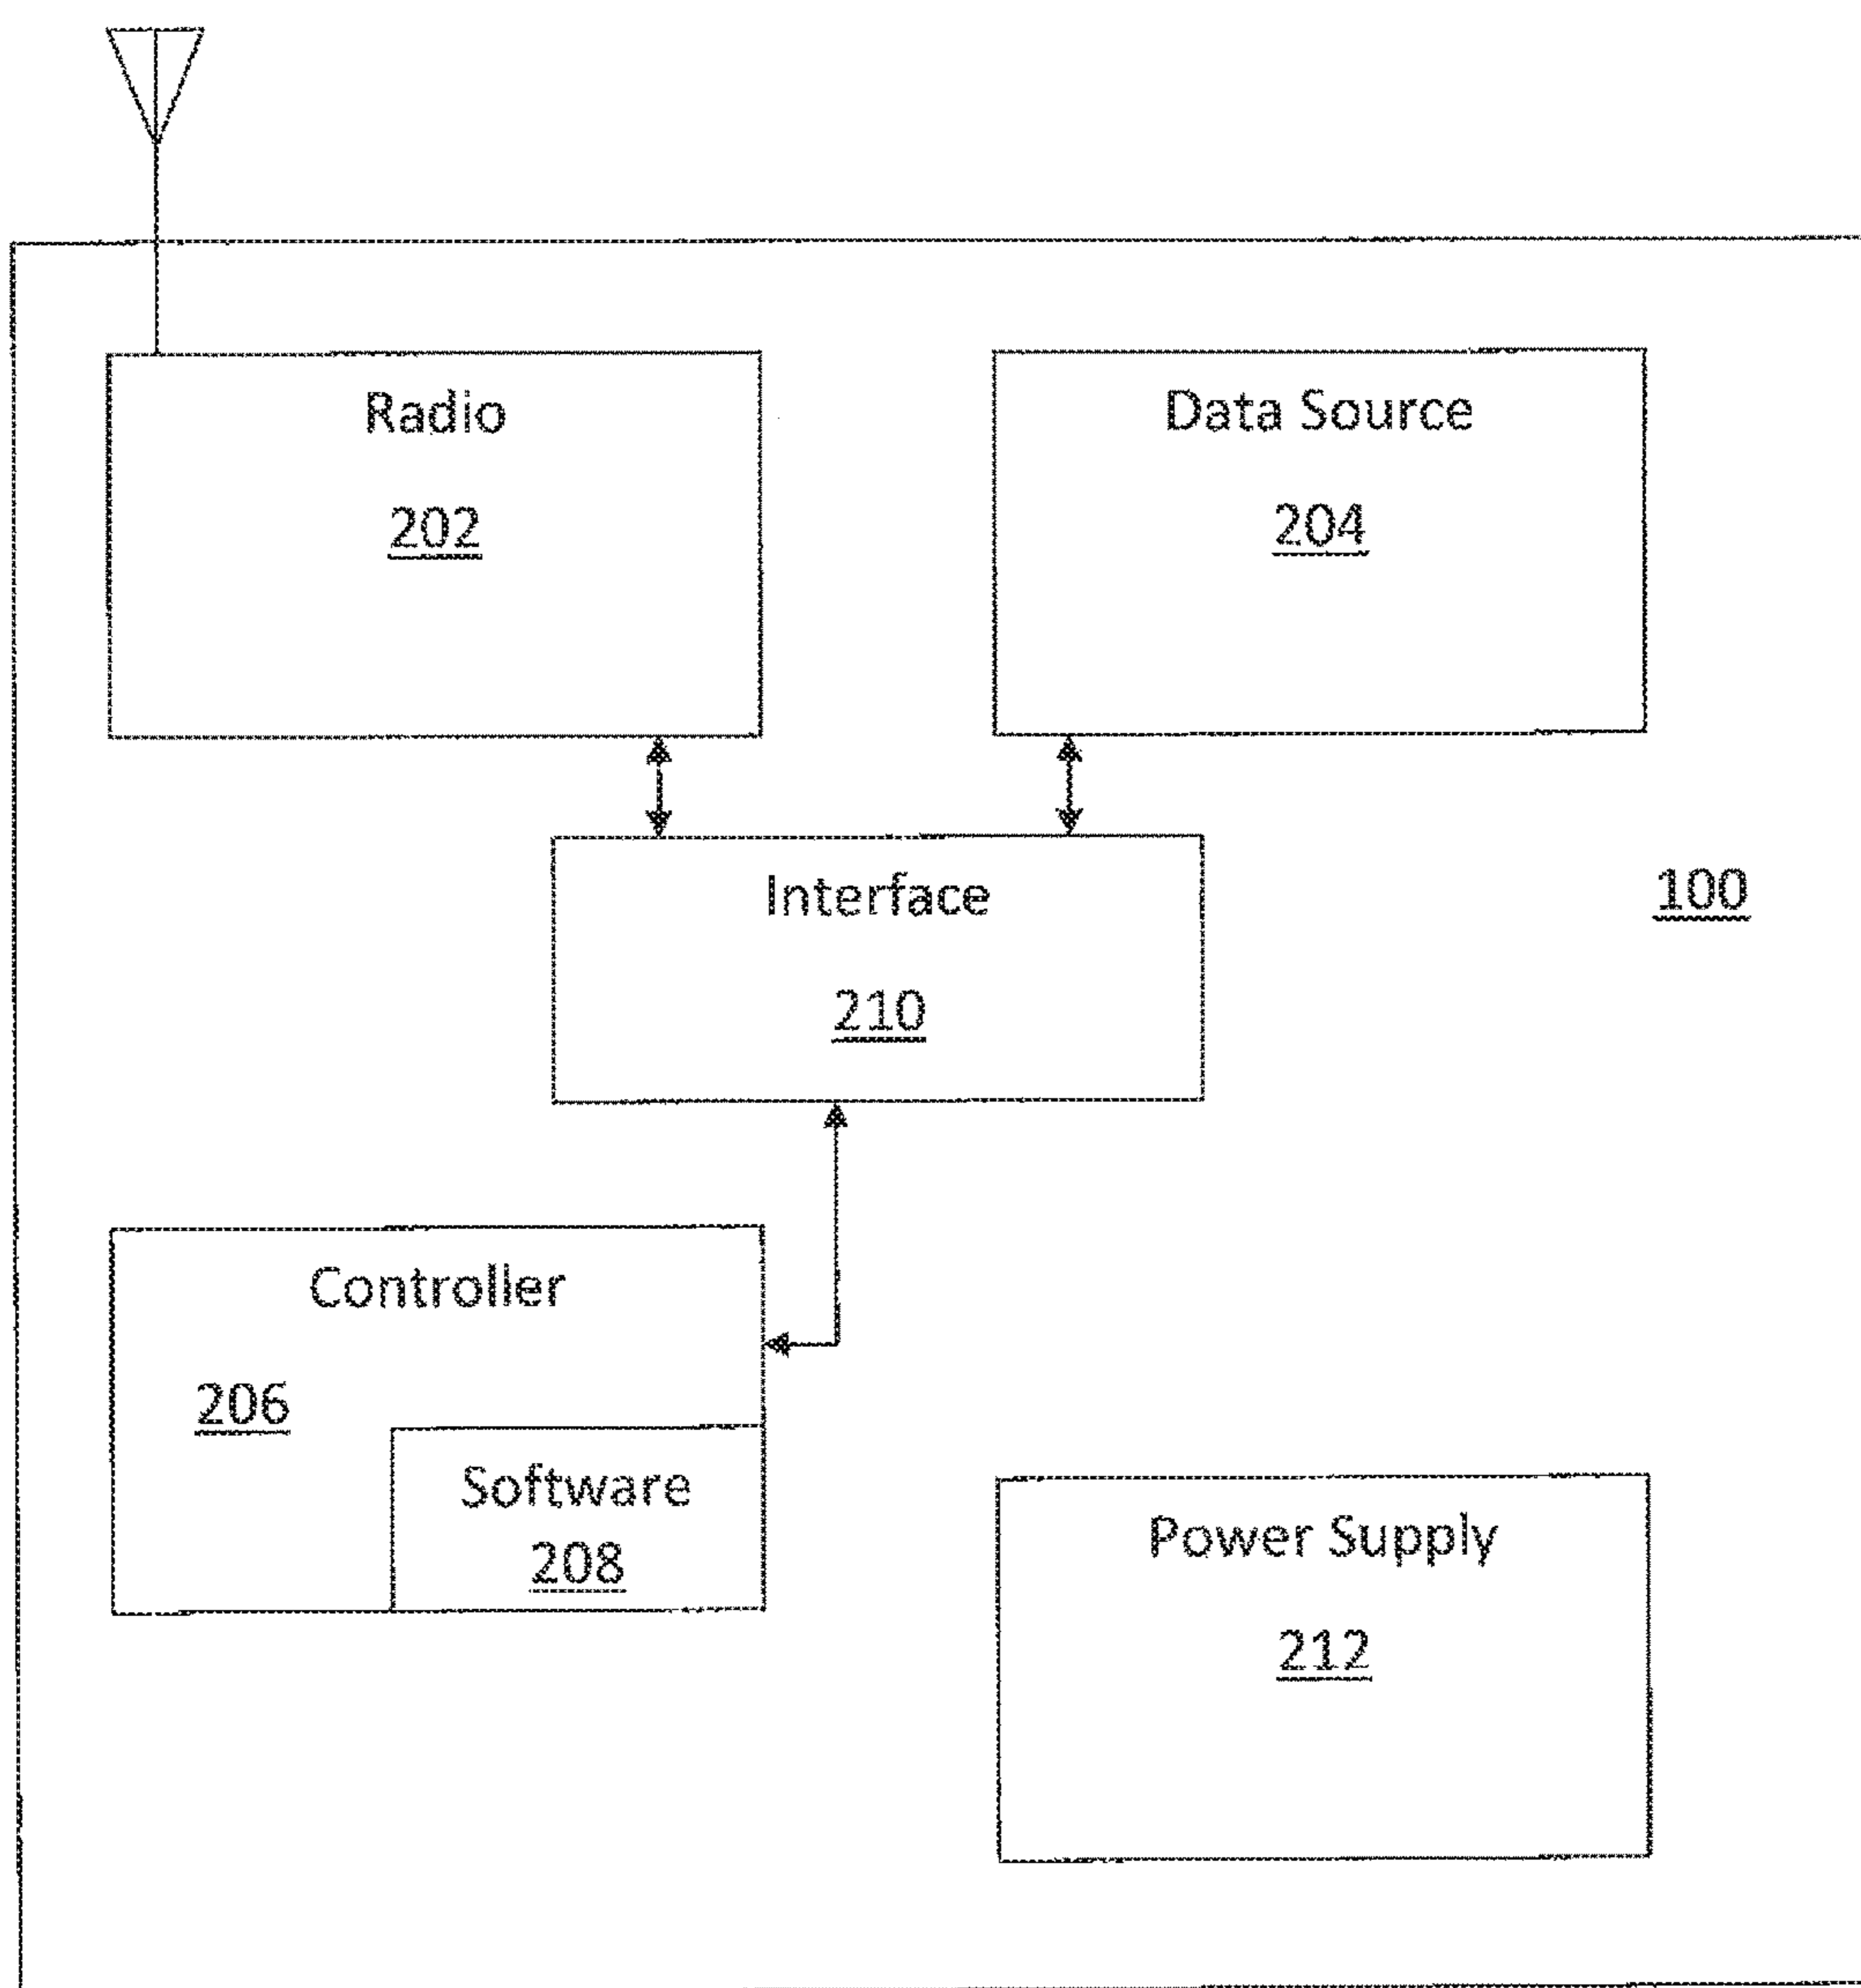 Radio
202
Data Source
204
Interface
210
100
Controller
206
Software
208
Power Supply
212